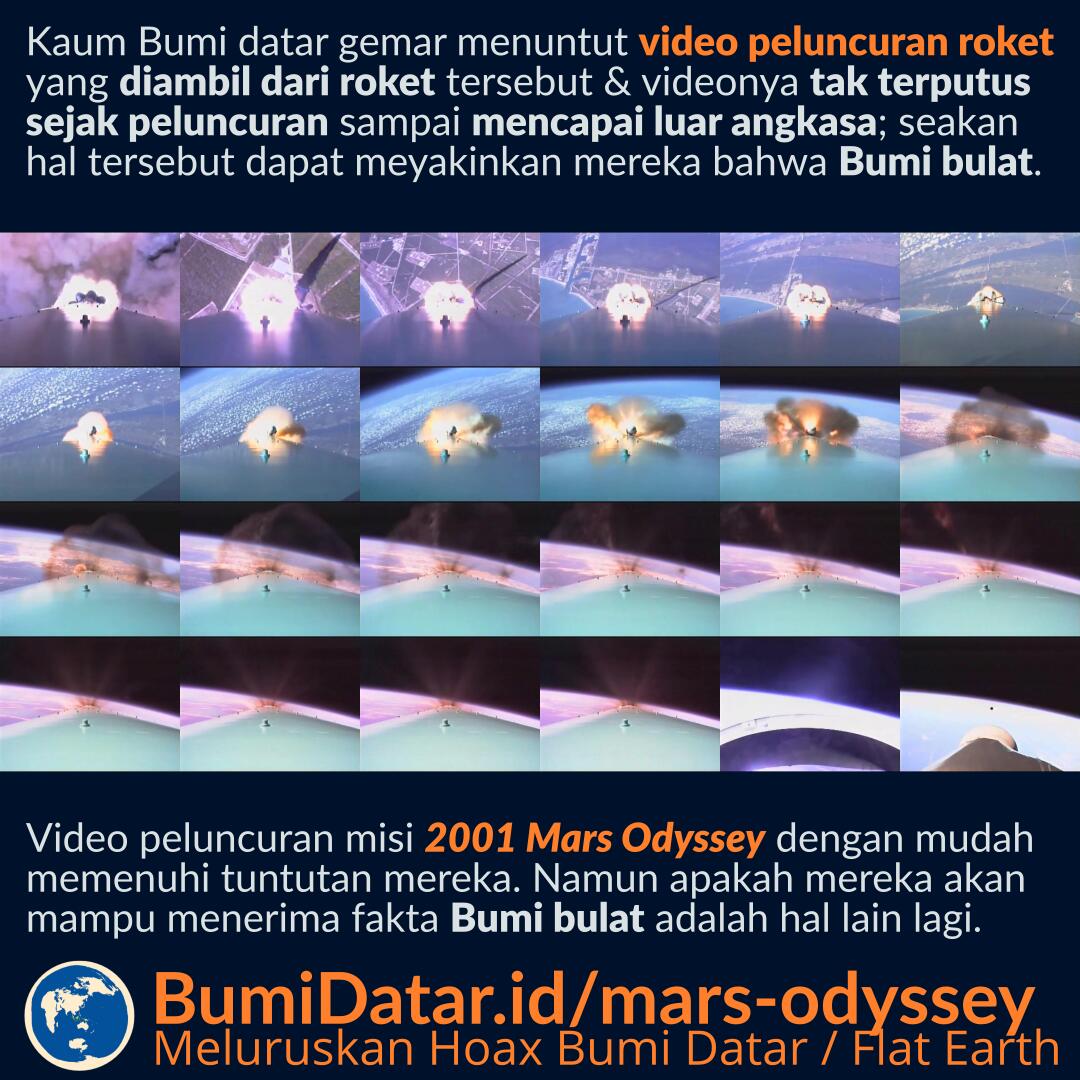 Kaum Bumi datar gemar menuntut video peluncuran roket
yang diambil dari roket tersebut & videonya tak terputus
sejak peluncuran sampai mencapai luar angkasa; seakan
hal tersebut dapat meyakinkan mereka bahwa Bumi bulat.
Video peluncuran misi 2001 Mars Odyssey dengan mudah
memenuhi tuntutan mereka. Namun apakah mereka akan
mampu menerima fakta Bumi bulat adalah hal lain lagi.
BumiDatar.id/mars-odyssey
Meluruskan Hoax Bumi Datar / Flat Earth